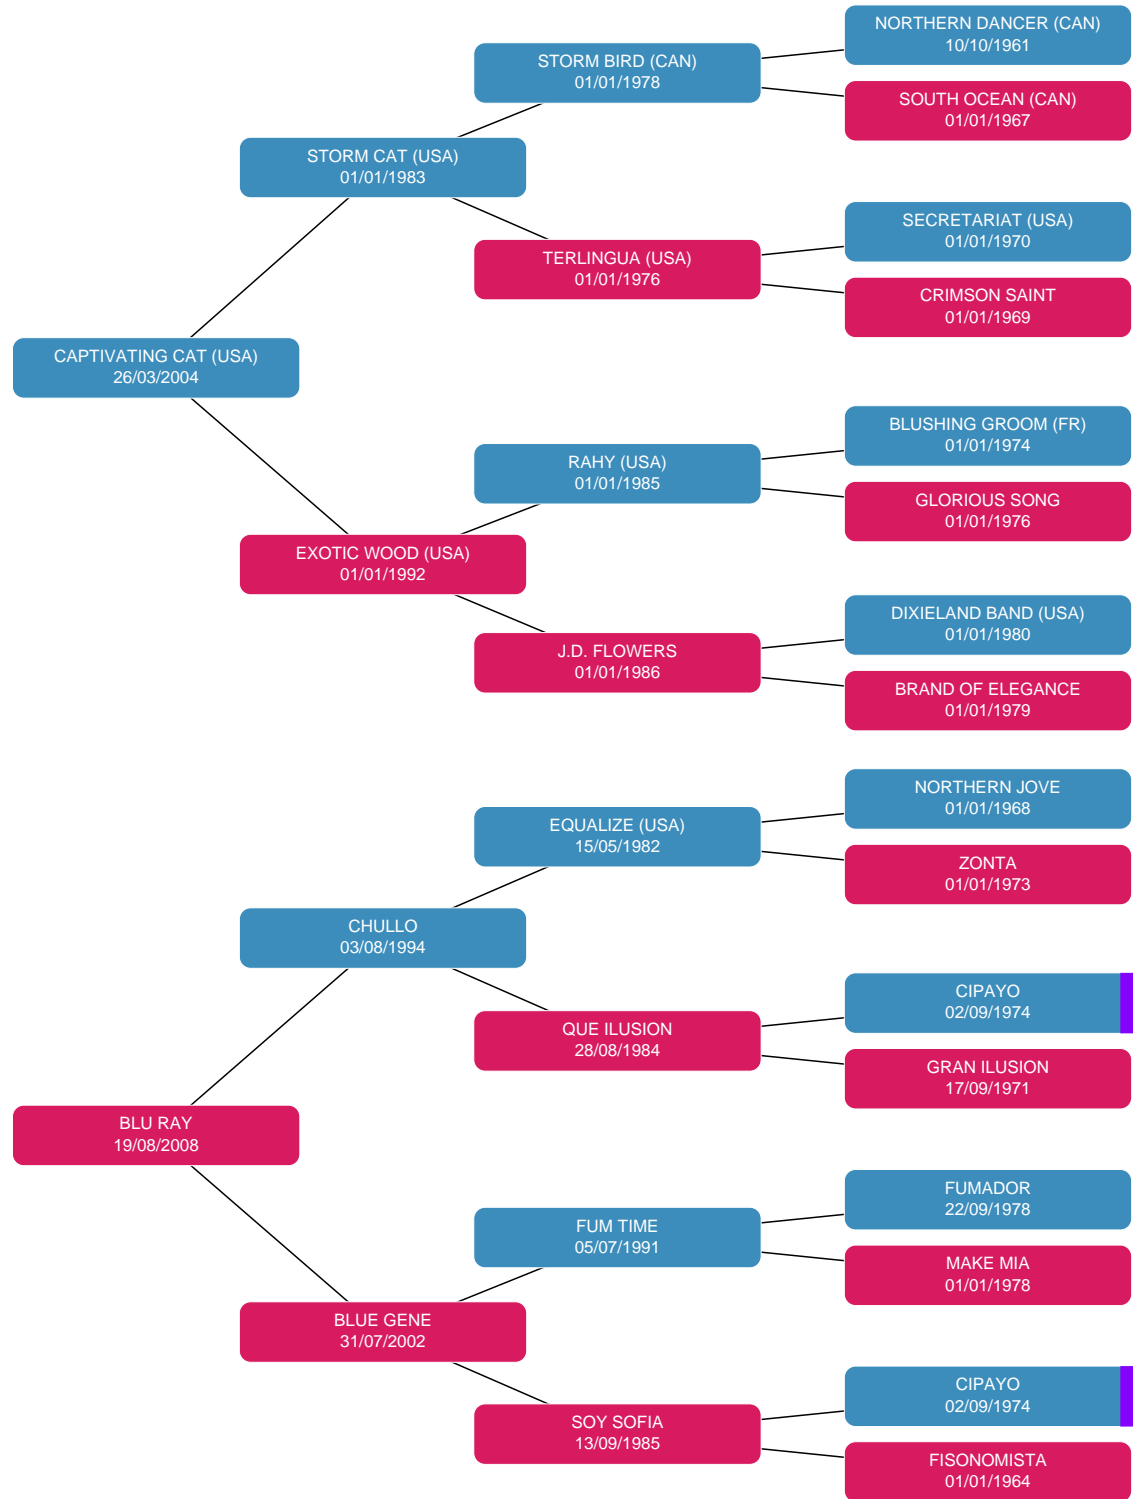 NORTHERN DANCER (CAN)
10/10/1961
STORM BIRD (CAN)
01/01/1978
SOUTH OCEAN (CAN)
01/01/1967
STORM CAT (USA)
01/01/1983
SECRETARIAT (USA)
01/01/1970
TERLINGUA (USA)
01/01/1976
CRIMSON SAINT
01/01/1969
CAPTIVATING CAT (USA)
26/03/2004
BLUSHING GROOM (FR)
01/01/1974
RAHY (USA)
01/01/1985
GLORIOUS SONG
01/01/1976
EXOTIC WOOD (USA)
01/01/1992
DIXIELAND BAND (USA)
01/01/1980
J.D. FLOWERS
01/01/1986
BRAND OF ELEGANCE
01/01/1979
NORTHERN JOVE
01/01/1968
EQUALIZE (USA)
15/05/1982
ZONTA
01/01/1973
CHULLO
03/08/1994
CIPAYO
02/09/1974
QUE ILUSION
28/08/1984
GRAN ILUSION
17/09/1971
BLU RAY
19/08/2008
FUMADOR
22/09/1978
FUM TIME
05/07/1991
MAKE MIA
01/01/1978
BLUE GENE
31/07/2002
CIPAYO
02/09/1974
SOY SOFIA
13/09/1985
FISONOMISTA
01/01/1964